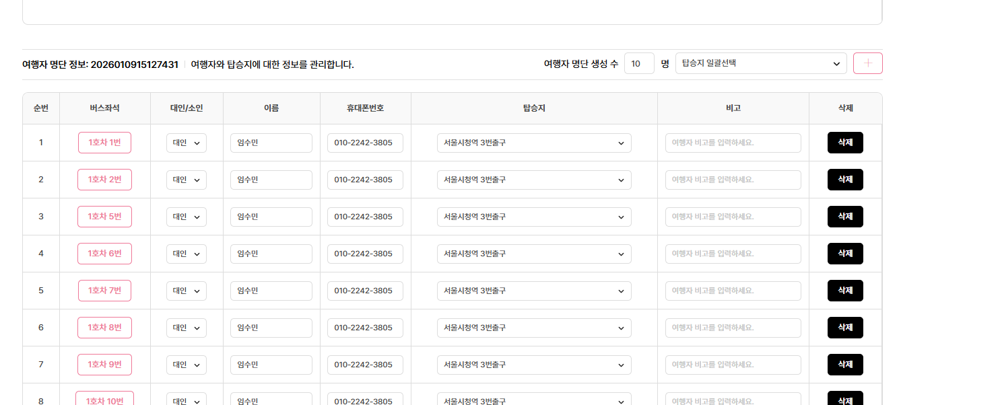 여행자 명단 정보: 2026010915127431 여행자와 탑승지에 대한 정보를 관리합니다. 여행자 명단 생성 수 10 명 탑승지 일괄선택
순번 버스좌석 대인/소인 이름 휴대폰번호 탑승지 비고 삭제
1 1호차 1번 대인 임수민 010-2242-3805 서울시청역 3번출구 여행자 비고를 입력하세요. 삭제
2 1호차 2번 대인 임수민 010-2242-3805 서울시청역 3번출구 여행자 비고를 입력하세요. 삭제
3 1호차 5번 대인 임수민 010-2242-3805 서울시청역 3번출구 여행자 비고를 입력하세요. 삭제
4 1호차 6번 대인 임수민 010-2242-3805 서울시청역 3번출구 여행자 비고를 입력하세요. 삭제
5 1호차 7번 대인 임수민 010-2242-3805 서울시청역 3번출구 여행자 비고를 입력하세요. 삭제
6 1호차 8번 대인 임수민 010-2242-3805 서울시청역 3번출구 여행자 비고를 입력하세요. 삭제
7 1호차 9번 대인 임수민 010-2242-3805 서울시청역 3번출구 여행자 비고를 입력하세요. 삭제
8 1호차 10번 대인 임수민 010-2242-3805 서울시청역 3번출구 여행자 비고를 입력하세요. 삭제